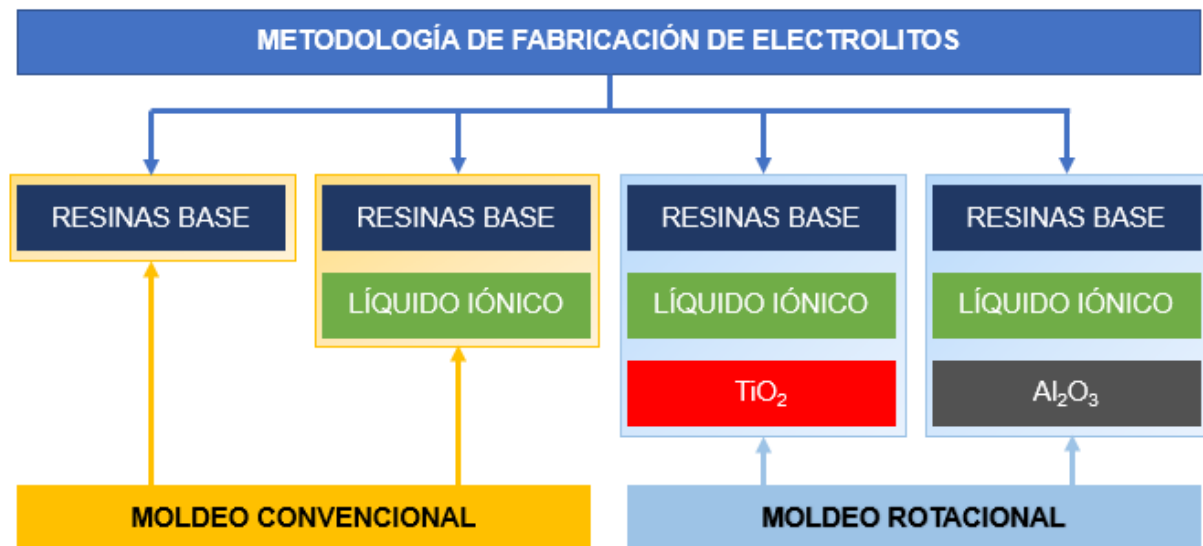 METODOLOGÍA DE FABRICACIÓN DE ELECTROLITOS
RESINAS BASE
RESINAS BASE
LÍQUIDO IÓNICO
RESINAS BASE
LÍQUIDO IÓNICO
TiO₂
RESINAS BASE
LÍQUIDO IÓNICO
Al₂O₃
MOLDEO CONVENCIONAL
MOLDEO ROTACIONAL